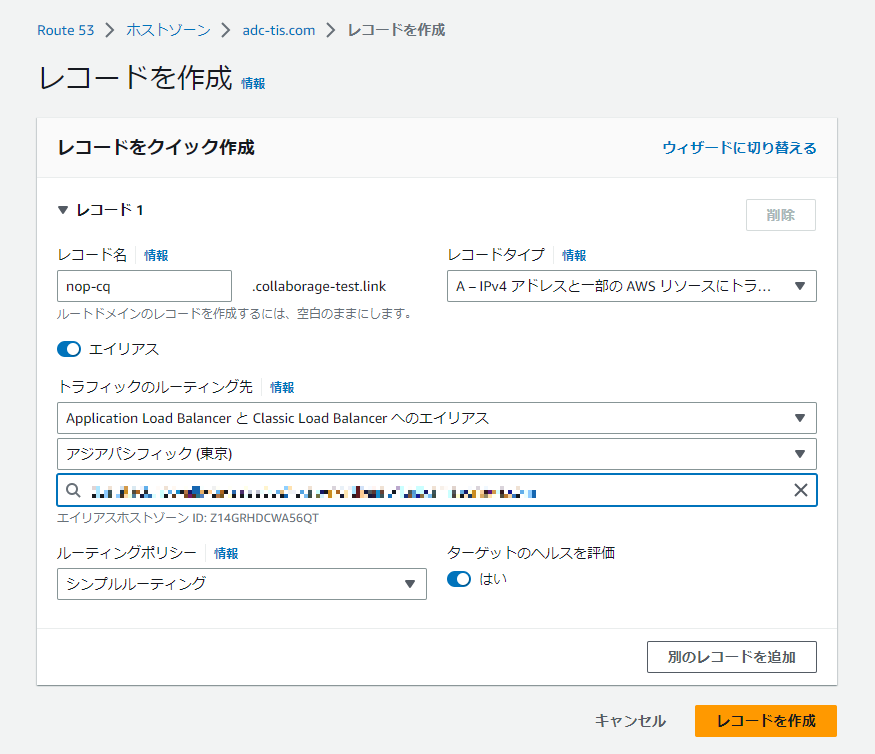 Route 53 > ホストゾーン > adc-tis.com > レコードを作成
レコードを作成 情報
レコードをクイック作成 ウィザードに切り替える
▼ レコード 1 削除
レコード名 情報 レコードタイプ 情報
nop-cq .collaborage-test.link A – IPv4 アドレスと一部の AWS リソースにトラ...
ルートドメインのレコードを作成するには、空白のままにします。
エイリアス
トラフィックのルーティング先 情報
Application Load Balancer と Classic Load Balancer へのエイリアス
アジアパシフィック (東京)
エイリアスホストゾーン ID: Z14GRHDCWA56QT
ルーティングポリシー 情報 ターゲットのヘルスを評価
シンプルルーティング はい
別のレコードを追加
キャンセル レコードを作成